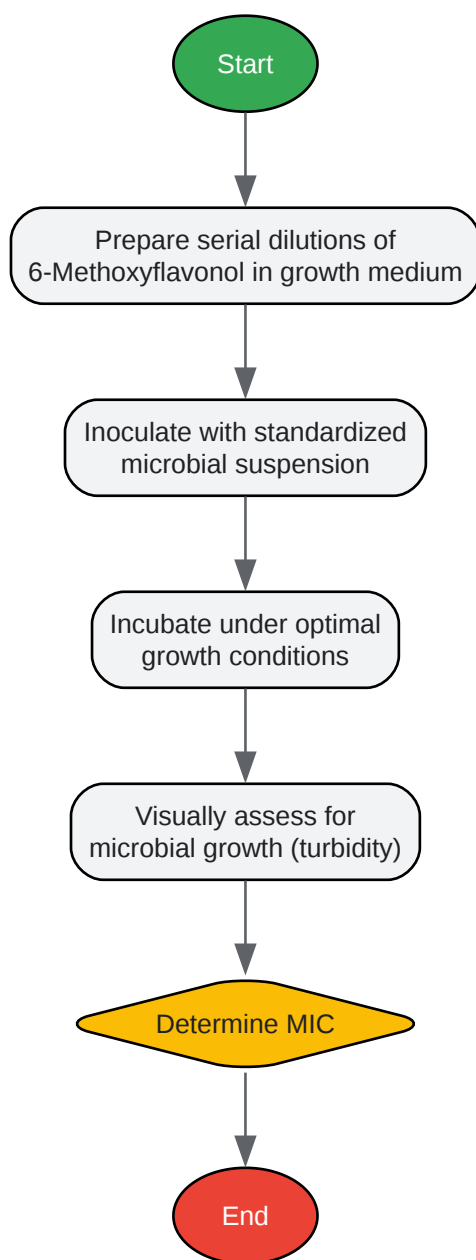 Start
Prepare serial dilutions of
6-Methoxyflavonol in growth medium
Inoculate with standardized
microbial suspension
Incubate under optimal
growth conditions
Visually assess for
microbial growth (turbidity)
Determine MIC
End